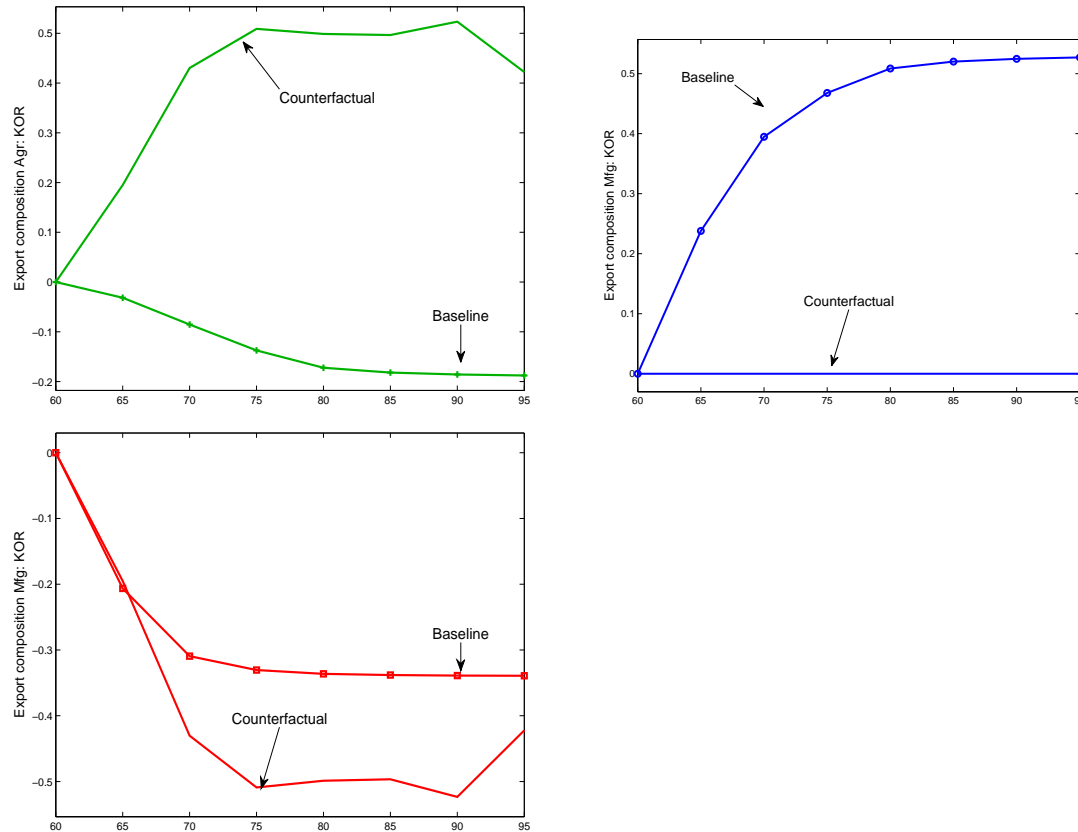 Export composition Agr: KOR
0.5
0.4
0.3
0.2
0.1
0
−0.1
−0.2
Counterfactual
Baseline
60 65 70 75 80 85 90 95
Export composition Mfg: KOR
0.5
0.4
0.3
0.2
0.1
0
Baseline
Counterfactual
60 65 70 75 80 85 90 95
Export composition Mfg: KOR
0
−0.1
−0.2
−0.3
−0.4
−0.5
Baseline
Counterfactual
60 65 70 75 80 85 90 95